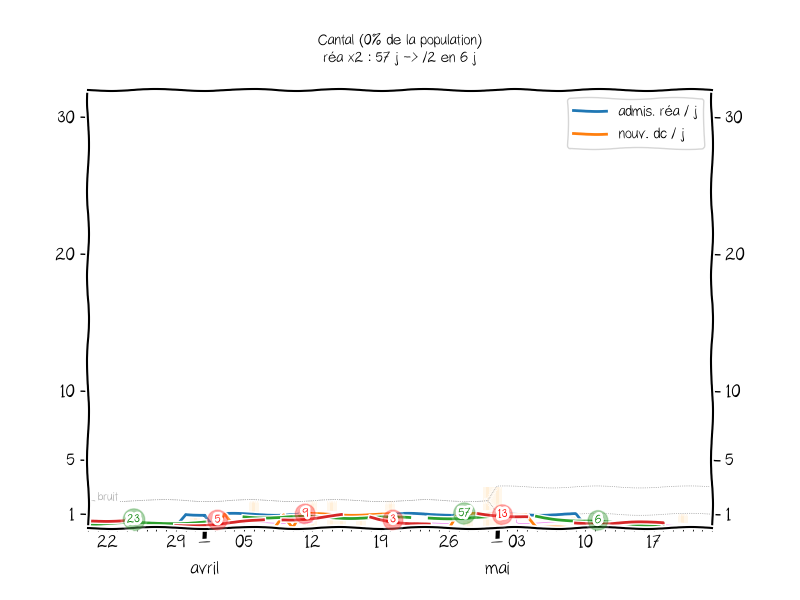 Cantal (0% de la population)
réa x2 : 57 j -> /2 en 6 j
admis. réa / j
nouv. dc / j
30 30
20 20
10 10
5 5
bruit
1 1
23 5 9 3 57 13 6
22 29 05 12 19 26 03 10 17
avril mai